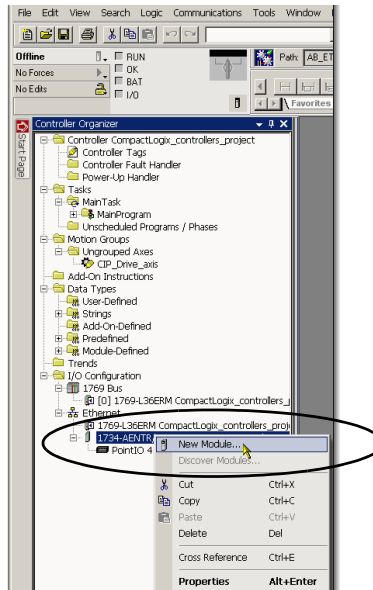 File Edit View Search Logic Communications Tools Window
Offline RUN Path: AB_ET
No Forces OK
No Edits BAT
I/O
Favorites
Start Page
Controller Organizer
Controller CompactLogix_controllers_project
Controller Tags
Controller Fault Handler
Power-Up Handler
Tasks
MainTask
MainProgram
Unscheduled Programs / Phases
Motion Groups
Ungrouped Axes
CIP_Drive_axis
Add-On Instructions
Data Types
User-Defined
Strings
Add-On-Defined
Predefined
Module-Defined
Trends
I/O Configuration
1769 Bus
[0] 1769-L36ERM CompactLogix_controllers_
Ethernet
1769-L36ERM CompactLogix_controllers_proj
1734-AENTR
PointIO 4
New Module...
Discover Modules...
Cut Ctrl+X
Copy Ctrl+C
Paste Ctrl+V
Delete Del
Cross Reference Ctrl+E
Properties Alt+Enter